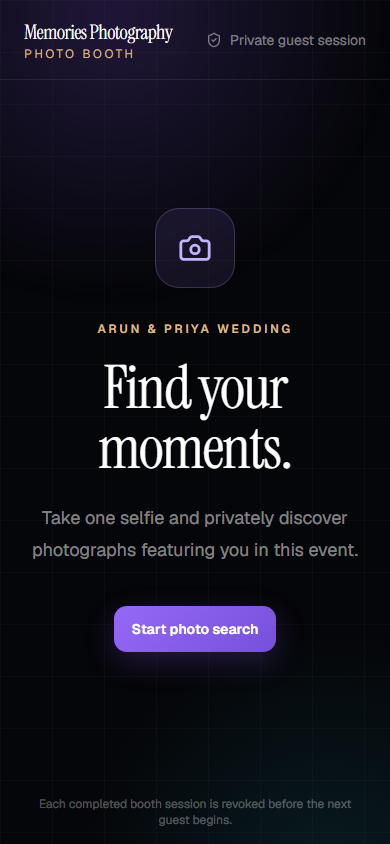 Memories Photography
PHOTO BOOTH
Private guest session
ARUN & PRIYA WEDDING
Find your
moments.
Take one selfie and privately discover
photographs featuring you in this event.
Start photo search
Each completed booth session is revoked before the next
guest begins.